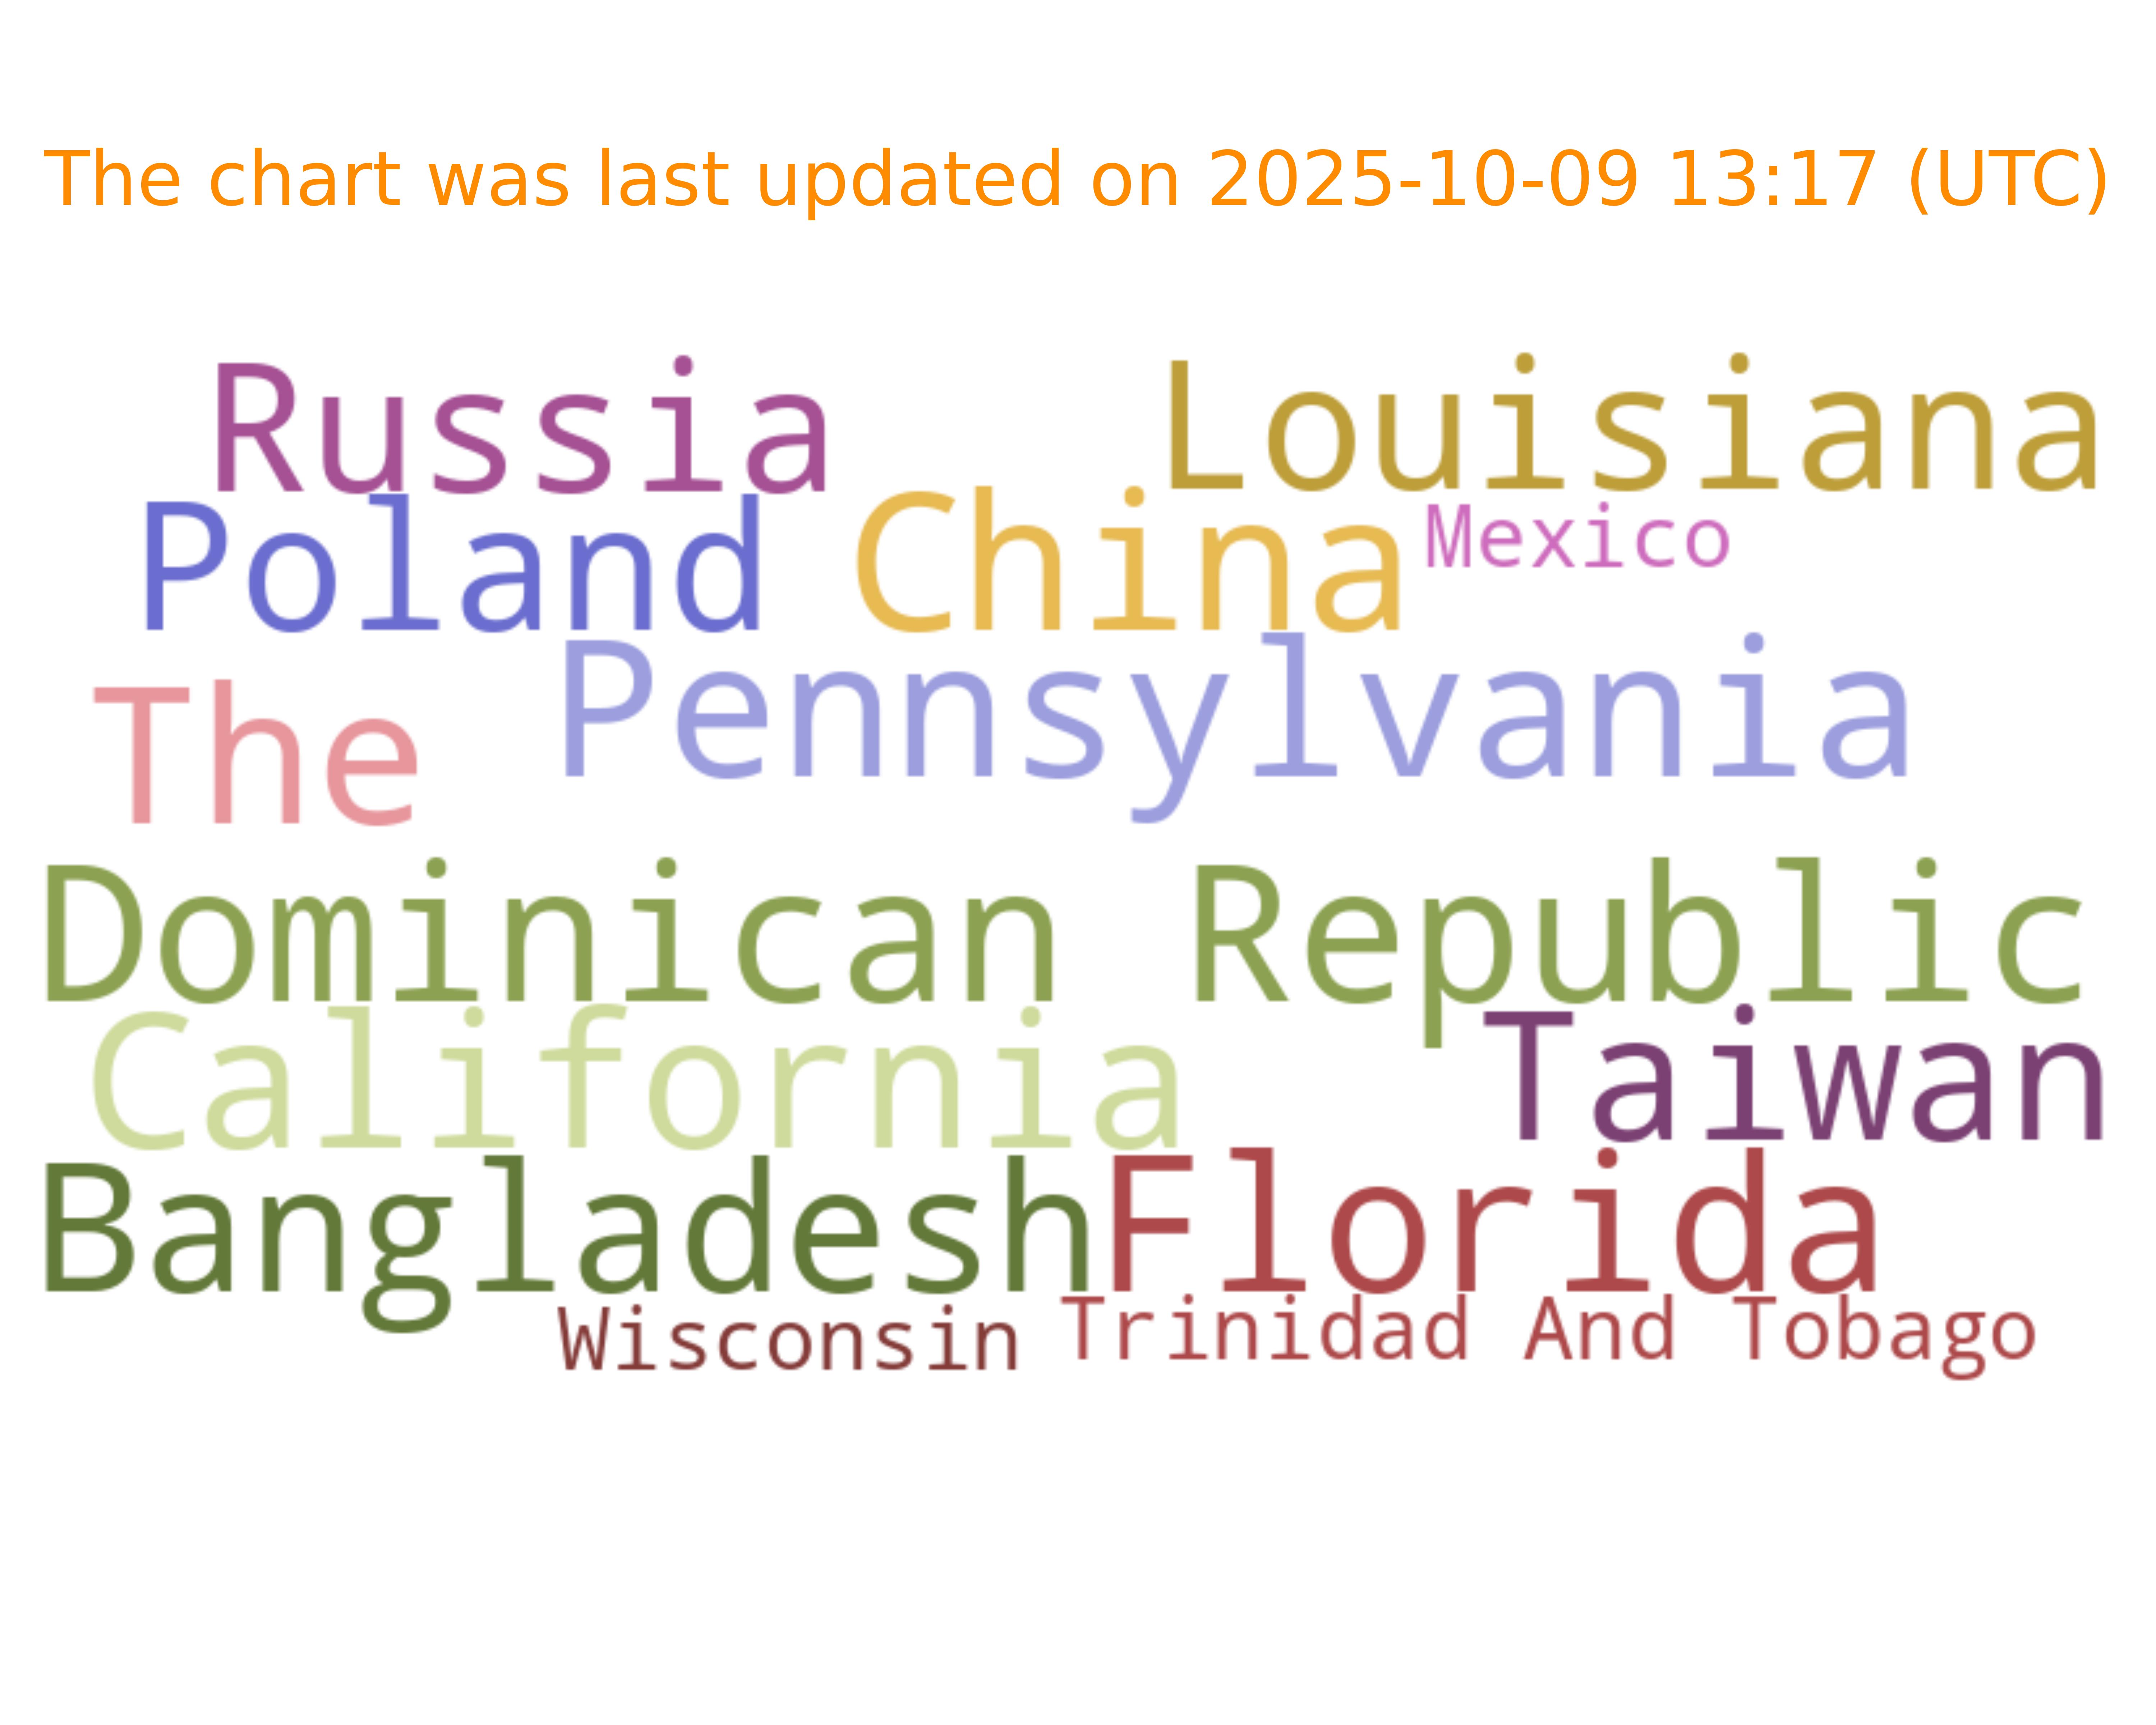 The chart was last updated on 2025-10-09 13:17 (UTC)
Russia Louisiana
Poland China Mexico
The Pennsylvania
Dominican Republic
California Taiwan
Bangladesh Florida
Wisconsin Trinidad And Tobago